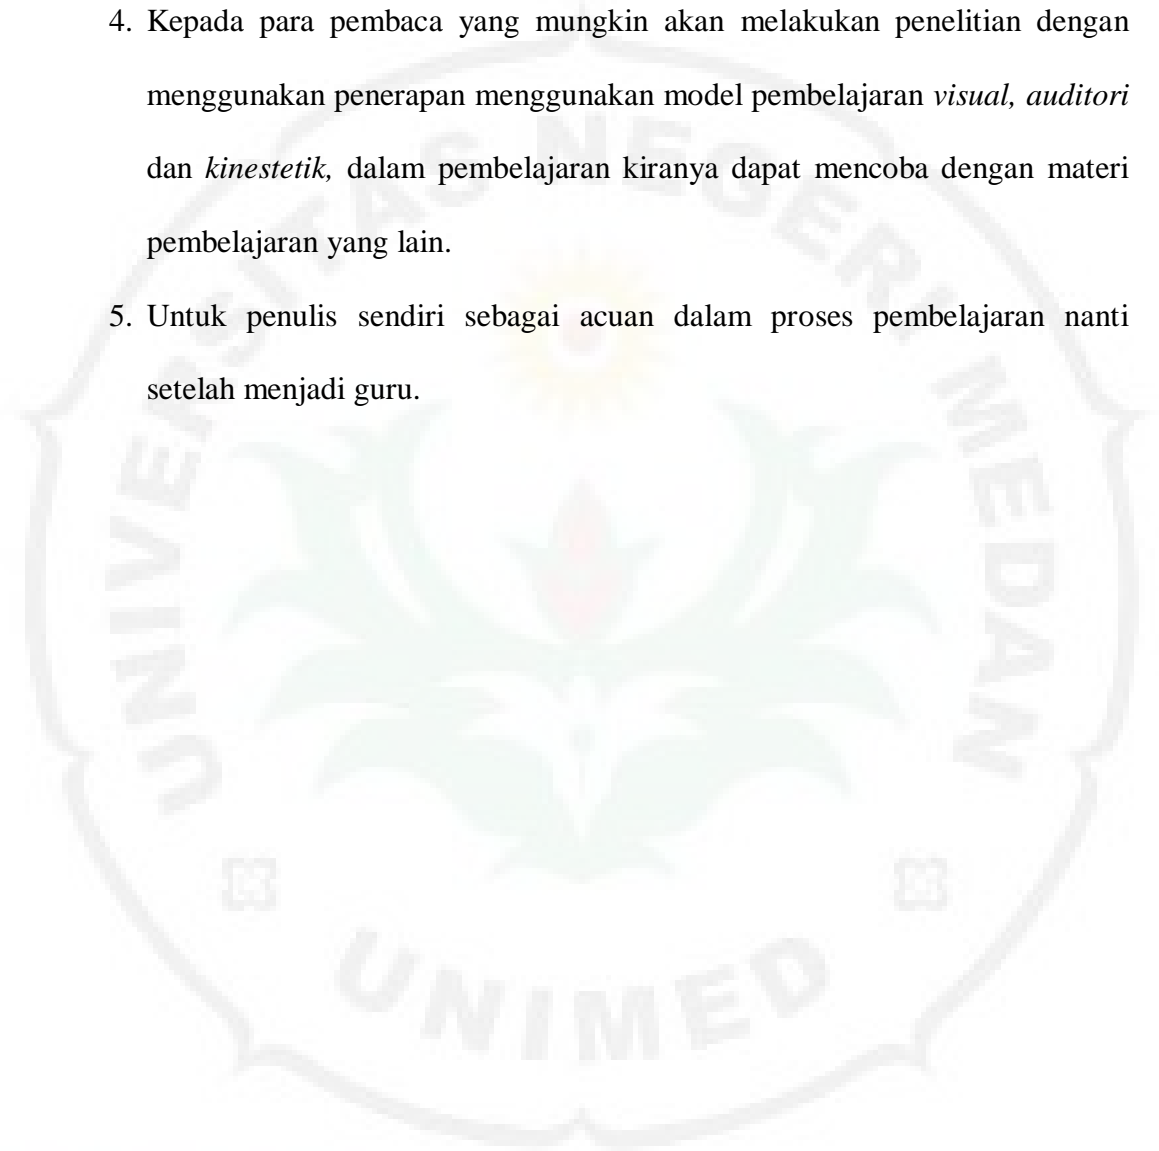 4. Kepada para pembaca yang mungkin akan melakukan penelitian dengan
menggunakan penerapan menggunakan model pembelajaran visual, auditori
dan kinestetik, dalam pembelajaran kiranya dapat mencoba dengan materi
pembelajaran yang lain.
5. Untuk penulis sendiri sebagai acuan dalam proses pembelajaran nanti
setelah menjadi guru.
UNIVERSITAS NEGERI MEDAN
UNIMED